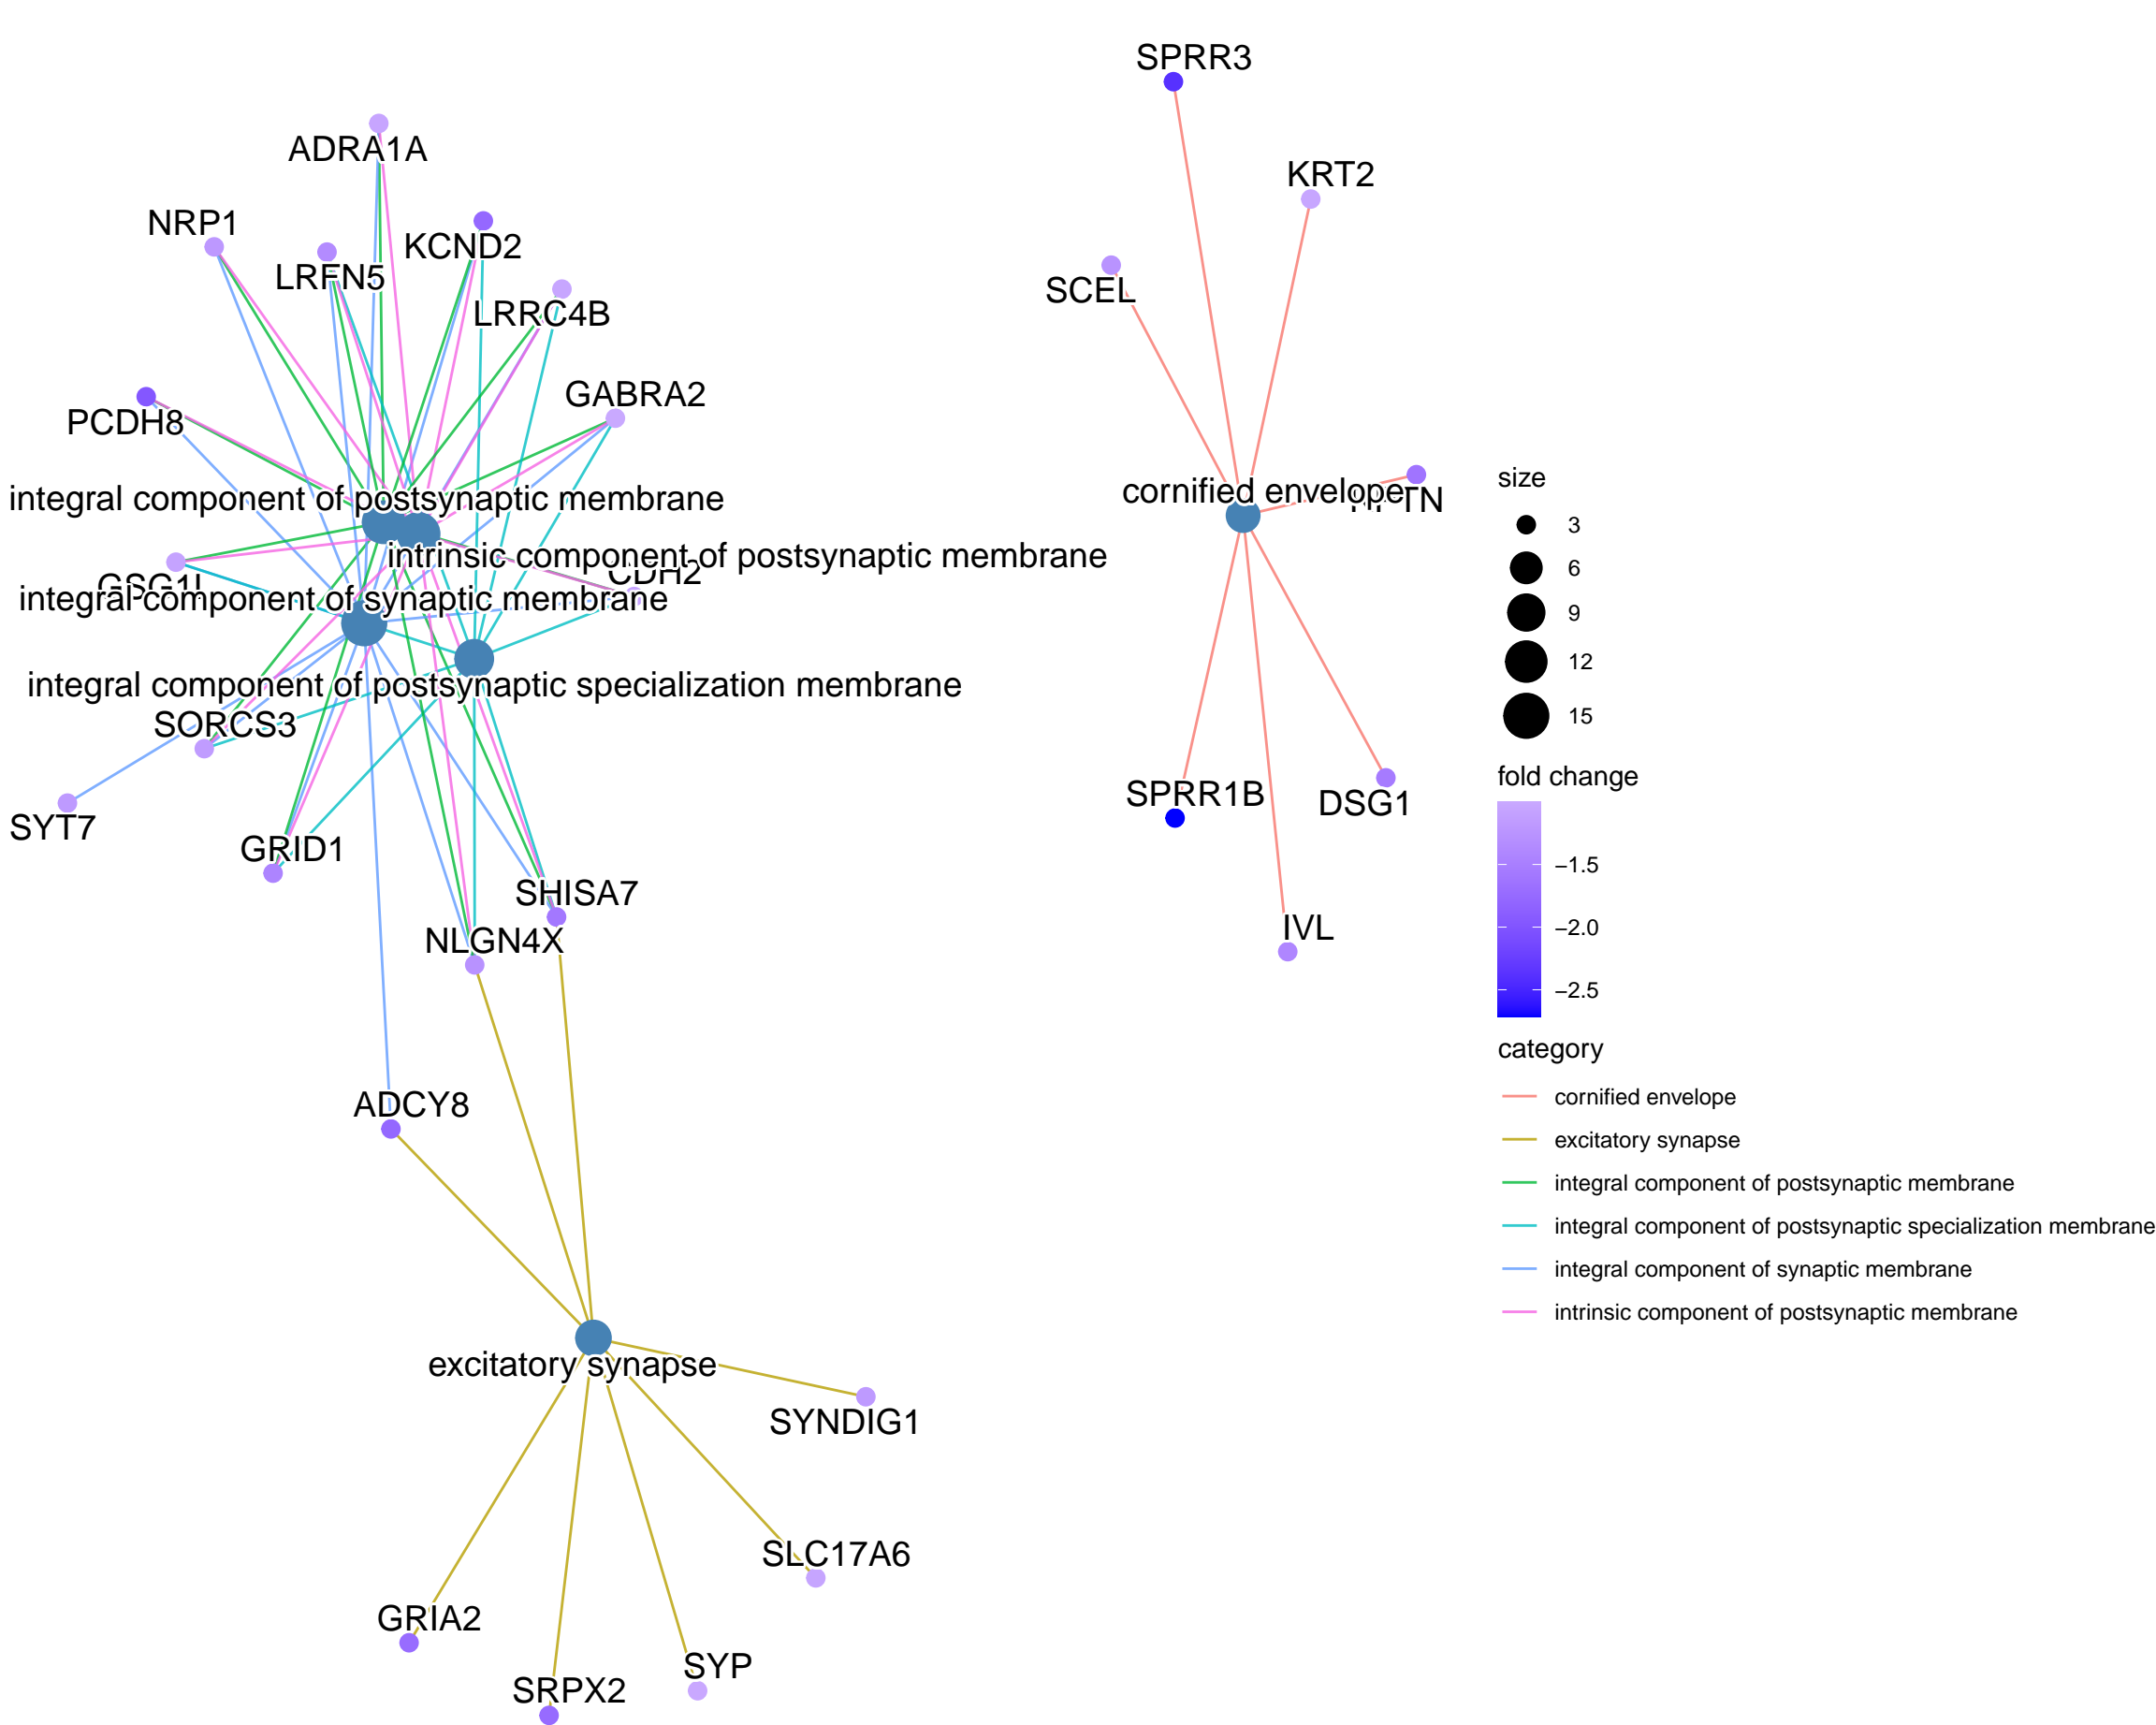 SPRR3
ADRA1A
KRT2
NRP1
KCND2
LRFN5
SCEL
LRRC4B
GABRA2
PCDH8
size
integral component of postsynaptic membrane
cornified envelope
3
intrinsic component of postsynaptic membrane
6
CDH2
GSG1L
integral component of synaptic membrane
9
12
integral component of postsynaptic specialization membrane
15
SORCS3
fold change
SPRR1B
DSG1
SYT7
GRID1
−1.5
SHISA7
IVL
−2.0
NLGN4X
−2.5
category
ADCY8
cornified envelope
excitatory synapse
integral component of postsynaptic membrane
integral component of postsynaptic specialization membrane
integral component of synaptic membrane
intrinsic component of postsynaptic membrane
excitatory synapse
SYNDIG1
SLC17A6
GRIA2
SYP
SRPX2